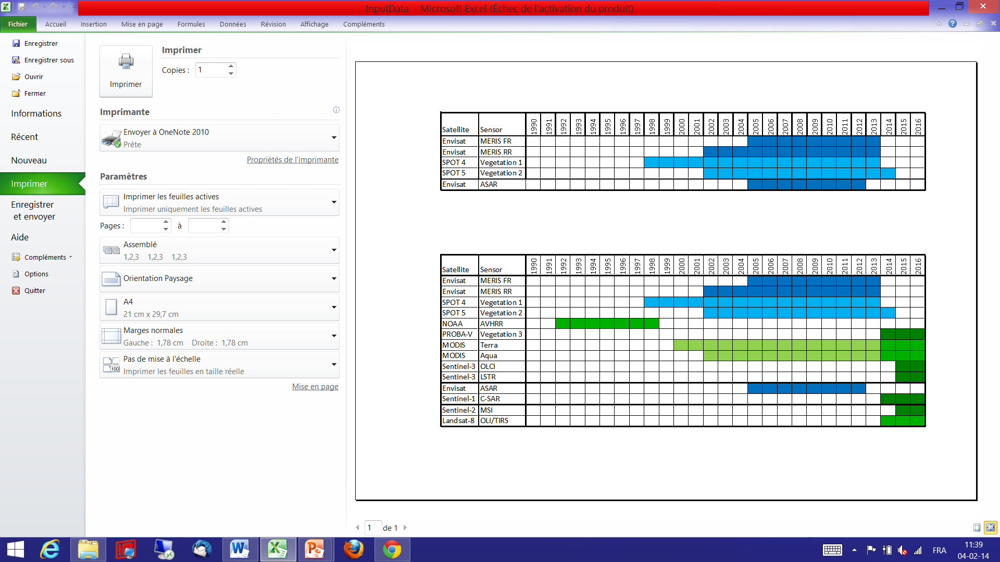 InputData - Microsoft Excel (Échec de l'activation du produit)
Fichier Accueil Insertion Mise en page Formules Données Révision Affichage Compléments
Enregistrer
Enregistrer sous
Ouvrir
Fermer
Informations
Récent
Nouveau
Imprimer
Enregistrer
et envoyer
Aide
Compléments
Options
Quitter
Imprimer
Imprimer
Copies : 1
Imprimante
Envoyer à OneNote 2010
Prête
Propriétés de l'imprimante
Paramètres
Imprimer les feuilles actives
Imprimer uniquement les feuilles actives
Pages : à
Assemblé
1,2,3 1,2,3 1,2,3
Orientation Paysage
A4
21 cm x 29,7 cm
Marges normales
Gauche : 1,78 cm Droite : 1,78 cm
Pas de mise à l'échelle
100
Imprimer les feuilles en taille réelle
Mise en page
Satellite Sensor 1990 1991 1992 1993 1994 1995 1996 1997 1998 1999 2000 2001 2002 2003 2004 2005 2006 2007 2008 2009 2010 2011 2012 2013 2014 2015 2016
Envisat MERIS FR
Envisat MERIS RR
SPOT 4 Vegetation 1
SPOT 5 Vegetation 2
Envisat ASAR
Satellite Sensor 1990 1991 1992 1993 1994 1995 1996 1997 1998 1999 2000 2001 2002 2003 2004 2005 2006 2007 2008 2009 2010 2011 2012 2013 2014 2015 2016
Envisat MERIS FR
Envisat MERIS RR
SPOT 4 Vegetation 1
SPOT 5 Vegetation 2
NOAA AVHRR
PROBA-V Vegetation 3
MODIS Terra
MODIS Aqua
Sentinel-3 OLCI
Sentinel-3 LSTR
Envisat ASAR
Sentinel-1 C-SAR
Sentinel-2 MSI
Landsat-8 OLI/TIRS
1 de 1
FRA
11:39
04-02-14